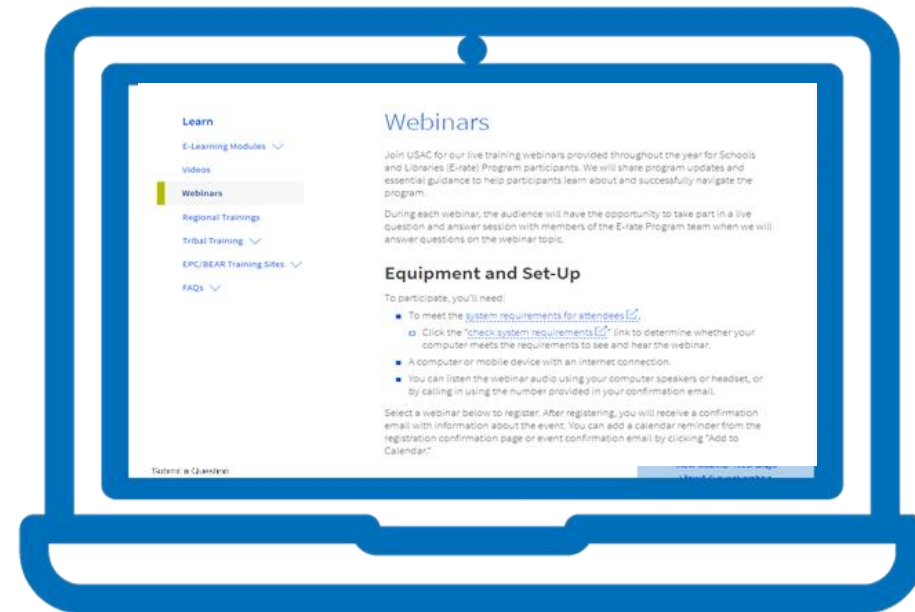 Learn
E-Learning Modules
Videos
Webinars
Regional Trainings
Tribal Training
EPC/BEAR Training Sites
FAQs
Webinars
Join USAC for our live training webinars provided throughout the year for Schools
and Libraries (E-rate) Program participants. We will share program updates and
essential guidance to help participants learn about and successfully navigate the
program.
During each webinar, the audience will have the opportunity to take part in a live
question and answer session with members of the E-rate Program team when we will
answer questions on the webinar topic.
Equipment and Set-Up
To participate, you'll need:
To meet the system requirements for attendees.
Click the "check system requirements" link to determine whether your
computer meets the requirements to see and hear the webinar.
A computer or mobile device with an internet connection.
You can listen the webinar audio using your computer speakers or headset, or
by calling in using the number provided in your confirmation email.
Select a webinar below to register. After registering, you will receive a confirmation
email with information about the event. You can add a calendar reminder from the
registration confirmation page or event confirmation email by clicking "Add to
Calendar."
Submit a Question